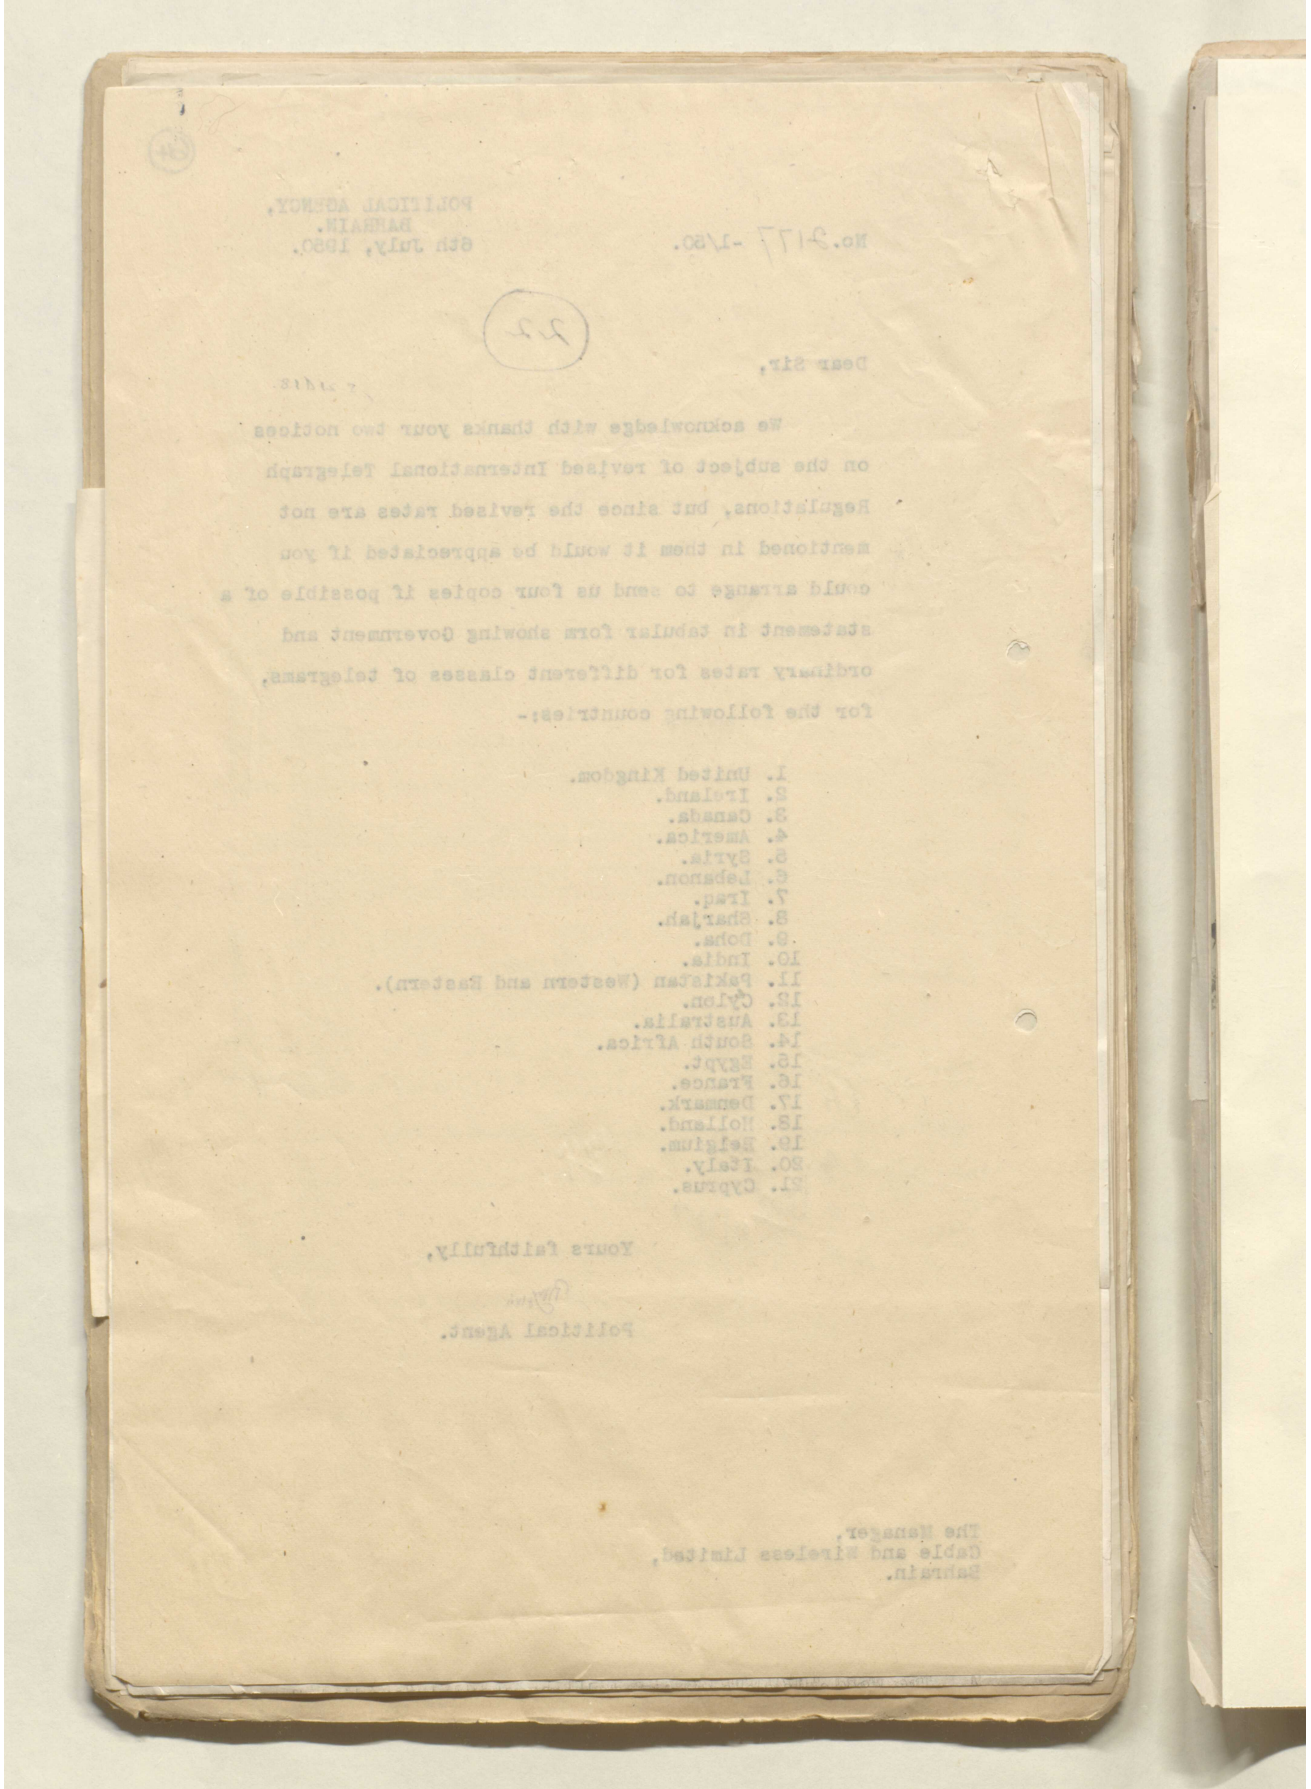 POLITICAL AGENCY,
BAHRAIN.
No.2177-1/50.
6th July, 1950.
22
Dear Sir,
We acknowledge with thanks your two notices
on the subject of revised International Telegraph
Regulations, but since the revised rates are not
mentioned in them it would be appreciated if you
could arrange to send us four copies if possible of a
statement in tabular form showing Government and
ordinary rates for different classes of telegrams,
for the following countries:-
1. United Kingdom.
2. Ireland.
3. Canada.
4. America.
5. Syria.
6. Lebanon.
7. Iraq.
8. Sharjah.
9. Doha.
10. India.
11. Pakistan (Western and Eastern).
12. Cylon.
13. Australia.
14. South Africa.
15. Egypt.
16. France.
17. Denmark.
18. Holland.
19. Belgium.
20. Italy.
21. Cyprus.
Yours faithfully,
Political Agent.
The Manager,
Cable and Wireless Limited,
Bahrain.